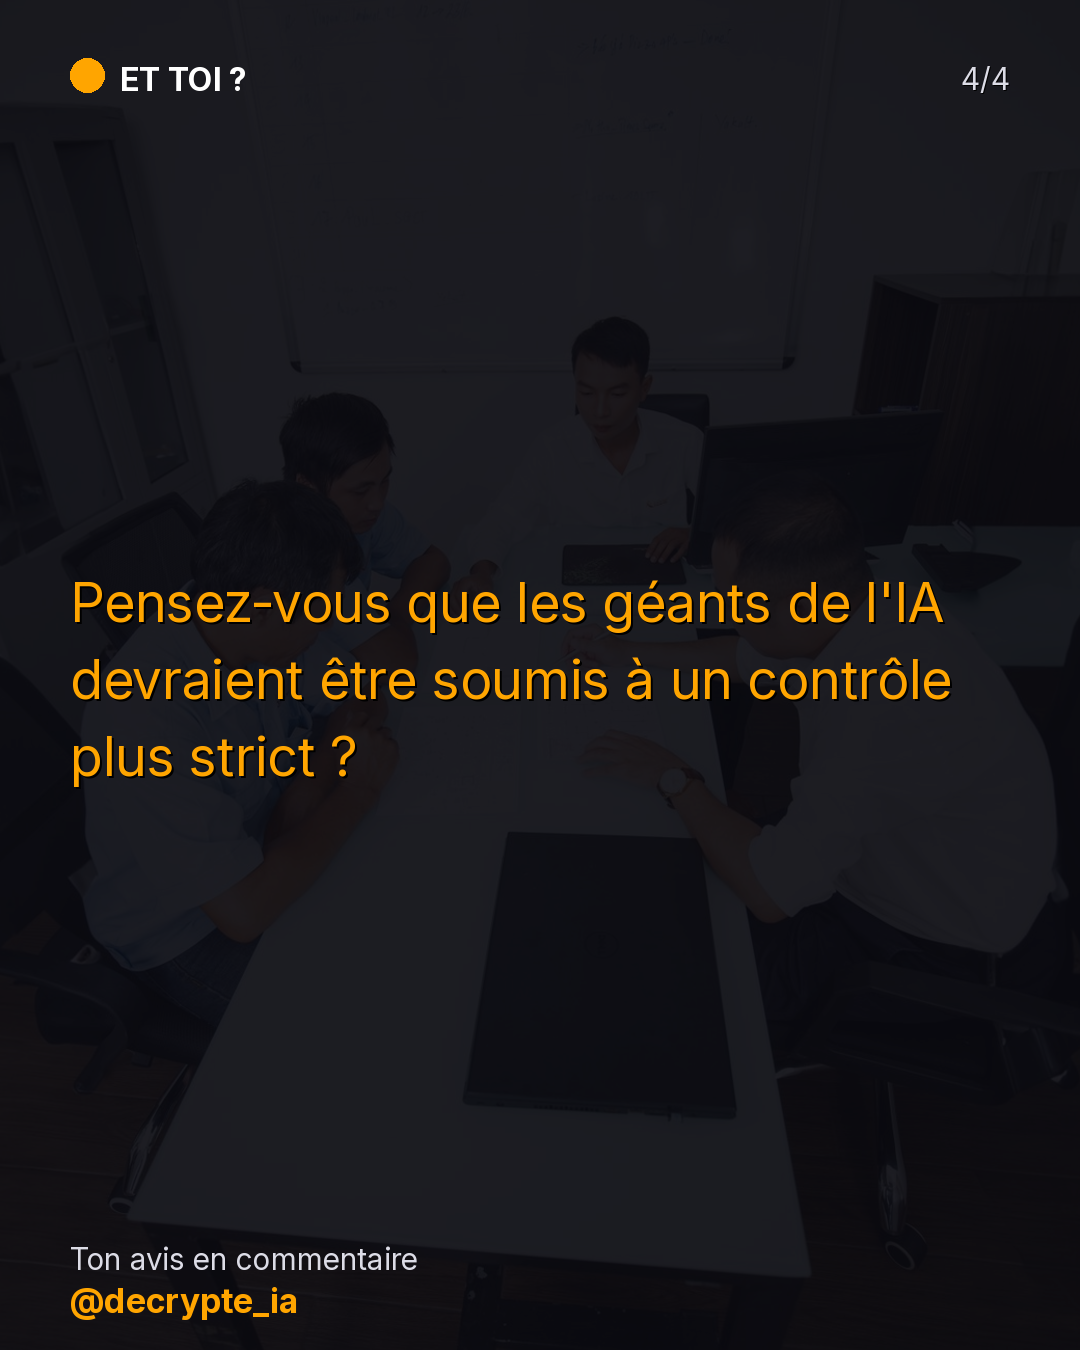 ET TOI ?
4/4
Pensez-vous que les géants de l'IA
devraient être soumis à un contrôle
plus strict ?
Ton avis en commentaire
@decrypte_ia